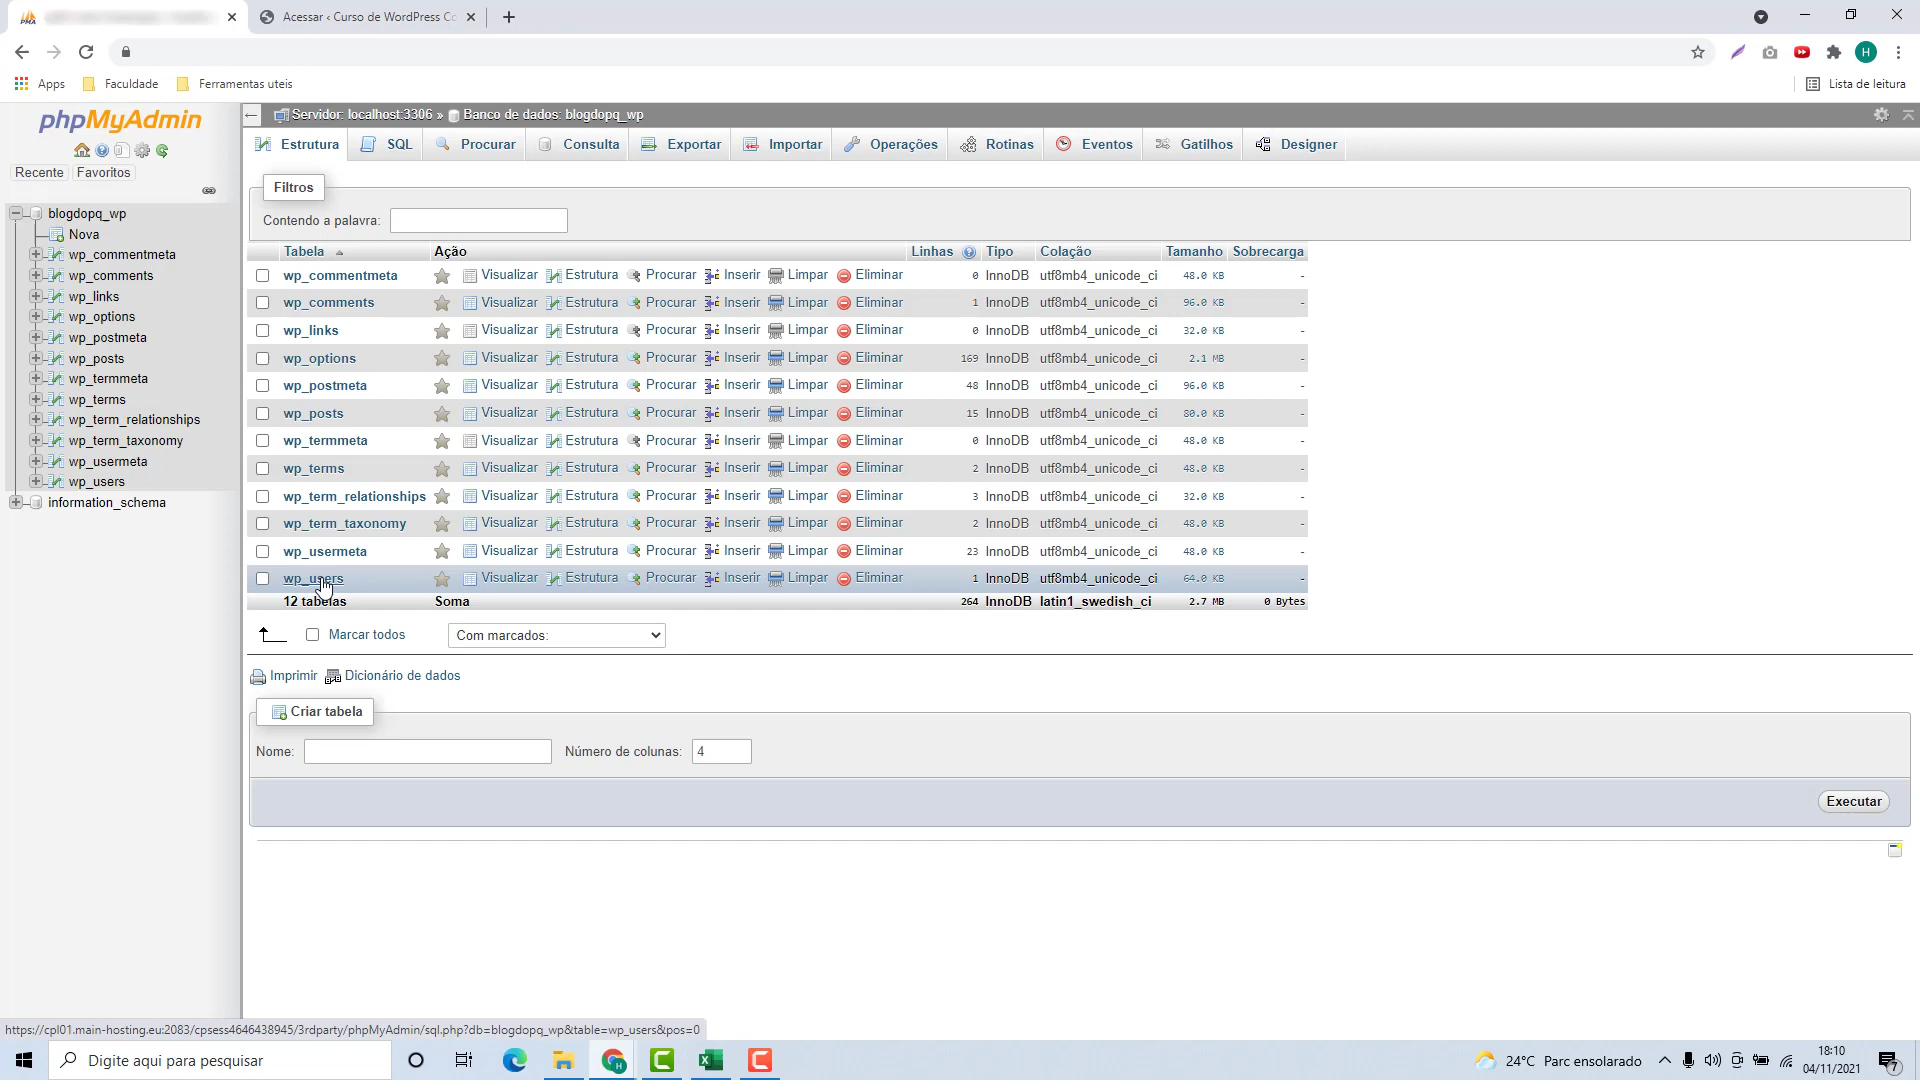 Acessar ‹ Curso de WordPress Co
Apps
Faculdade
Ferramentas uteis
Lista de leitura
phpMyAdmin
Recente
Favoritos
blogdopq_wp
Nova
wp_commentmeta
wp_comments
wp_links
wp_options
wp_postmeta
wp_posts
wp_termmeta
wp_terms
wp_term_relationships
wp_term_taxonomy
wp_usermeta
wp_users
information_schema
Servidor: localhost:3306 » Banco de dados: blogdopq_wp
Estrutura SQL Procurar Consulta Exportar Importar Operações Rotinas Eventos Gatilhos Designer
Filtros
Contendo a palavra:
Tabela Ação Linhas Tipo Colação Tamanho Sobrecarga
wp_commentmeta Visualizar Estrutura Procurar Inserir Limpar Eliminar 0 InnoDB utf8mb4_unicode_ci 48.0 KB -
wp_comments Visualizar Estrutura Procurar Inserir Limpar Eliminar 1 InnoDB utf8mb4_unicode_ci 96.0 KB -
wp_links Visualizar Estrutura Procurar Inserir Limpar Eliminar 0 InnoDB utf8mb4_unicode_ci 32.0 KB -
wp_options Visualizar Estrutura Procurar Inserir Limpar Eliminar 169 InnoDB utf8mb4_unicode_ci 2.1 MB -
wp_postmeta Visualizar Estrutura Procurar Inserir Limpar Eliminar 48 InnoDB utf8mb4_unicode_ci 96.0 KB -
wp_posts Visualizar Estrutura Procurar Inserir Limpar Eliminar 15 InnoDB utf8mb4_unicode_ci 80.0 KB -
wp_termmeta Visualizar Estrutura Procurar Inserir Limpar Eliminar 0 InnoDB utf8mb4_unicode_ci 48.0 KB -
wp_terms Visualizar Estrutura Procurar Inserir Limpar Eliminar 2 InnoDB utf8mb4_unicode_ci 48.0 KB -
wp_term_relationships Visualizar Estrutura Procurar Inserir Limpar Eliminar 3 InnoDB utf8mb4_unicode_ci 32.0 KB -
wp_term_taxonomy Visualizar Estrutura Procurar Inserir Limpar Eliminar 2 InnoDB utf8mb4_unicode_ci 48.0 KB -
wp_usermeta Visualizar Estrutura Procurar Inserir Limpar Eliminar 23 InnoDB utf8mb4_unicode_ci 48.0 KB -
wp_users Visualizar Estrutura Procurar Inserir Limpar Eliminar 1 InnoDB utf8mb4_unicode_ci 64.0 KB -
12 tabelas Soma 264 InnoDB latin1_swedish_ci 2.7 MB 0 Bytes
Marcar todos Com marcados:
Imprimir Dicionário de dados
Criar tabela
Nome: Número de colunas: 4
Executar
https://cpl01.main-hosting.eu:2083/cpsess4646438945/3rdparty/phpMyAdmin/sql.php?db=blogdopq_wp&table=wp_users&pos=0
Digite aqui para pesquisar
24°C Parc ensolarado
18:10
04/11/2021
7